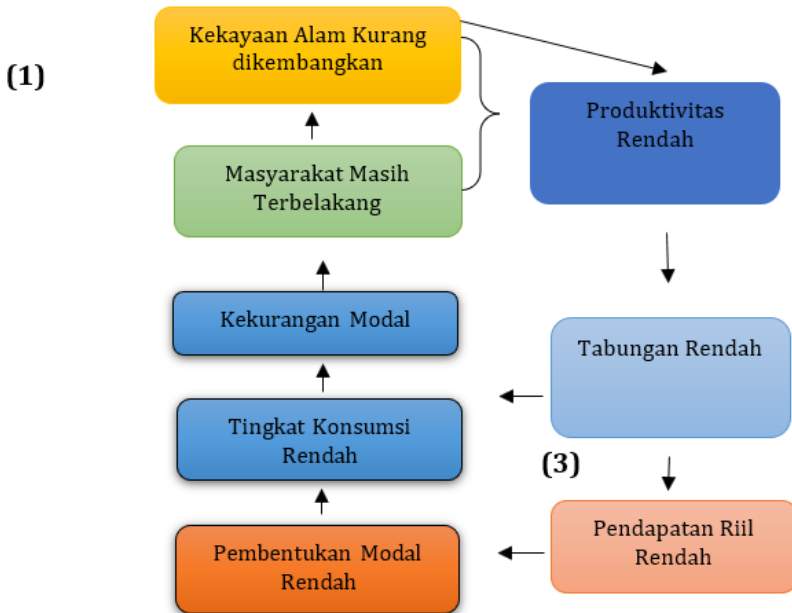 Kekayaan Alam Kurang
dikembangkan
(1)
Produktivitas
Rendah
Masyarakat Masih
Terbelakang
Kekurangan Modal
Tabungan Rendah
Tingkat Konsumsi
Rendah
(3)
Pendapatan Riil
Rendah
Pembentukan Modal
Rendah